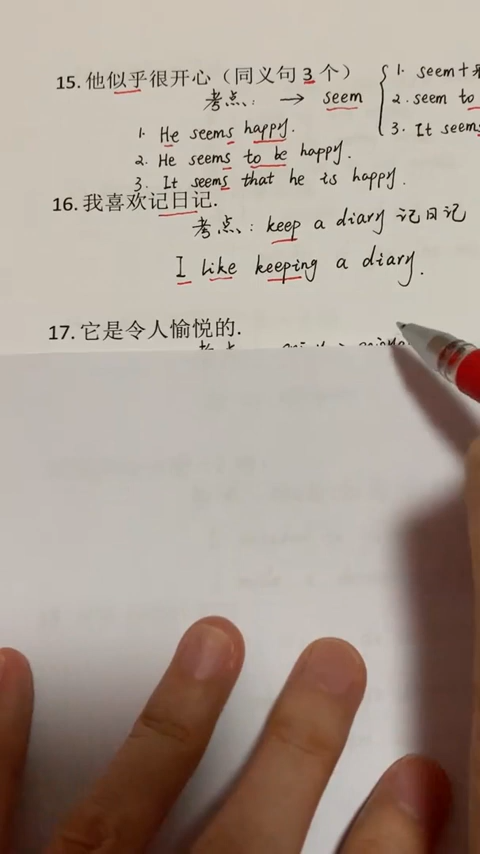 15. 他似乎很开心（同义句 3 个）
考点: → seem
1. seem+
2. seem to
3. It seems
1. He seems happy.
2. He seems to be happy.
3. It seems that he is happy.
16. 我喜欢记日记.
考点: keep a diary 记日记
I like keeping a diary.
17. 它是令人愉悦的.